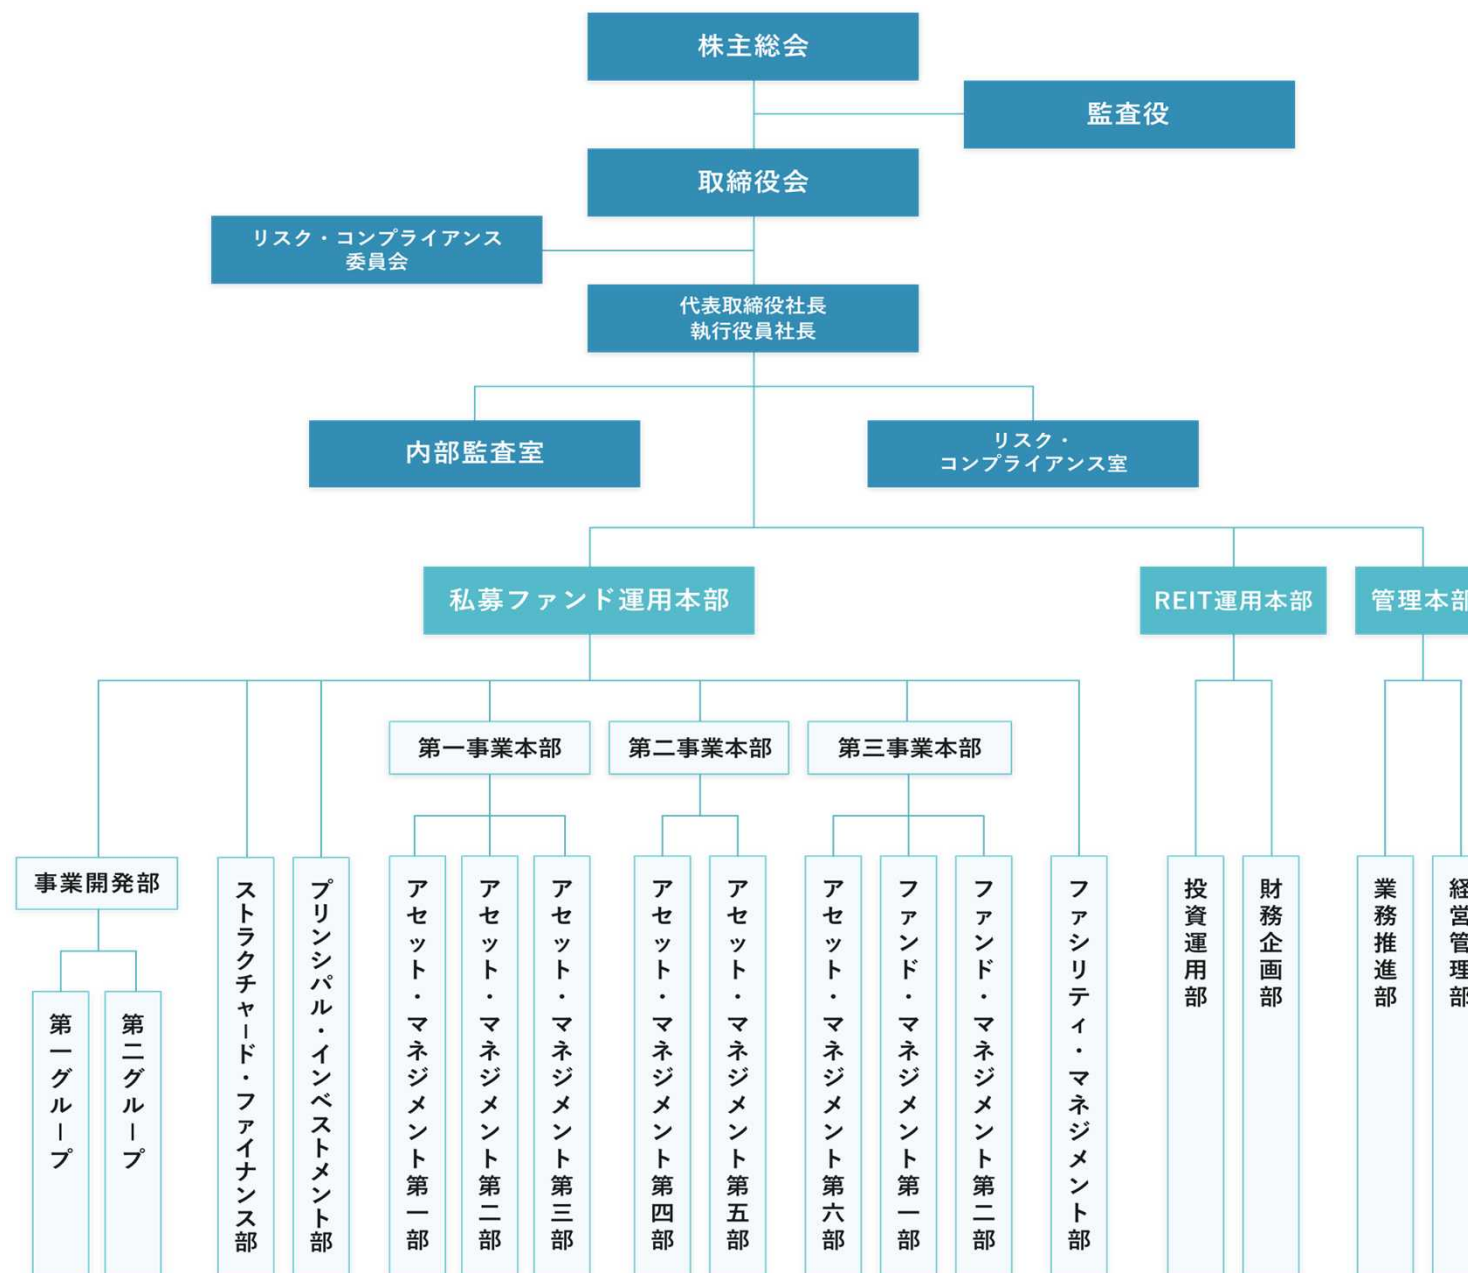 株主総会
監査役
取締役会
リスク・コンプライアンス
委員会
代表取締役社長
執行役員社長
内部監査室
リスク・
コンプライアンス室
私募ファンド運用本部
REIT運用本部
管理本部
第一事業本部
第二事業本部
第三事業本部
事業開発部
第一グループ
第二グループ
ストラクチャード・ファイナンス部
プリンシパル・インベストメント部
アセット・マネジメント第一部
アセット・マネジメント第二部
アセット・マネジメント第三部
アセット・マネジメント第四部
アセット・マネジメント第五部
アセット・マネジメント第六部
ファンド・マネジメント第一部
ファンド・マネジメント第二部
ファシリティ・マネジメント部
投資運用部
財務企画部
業務推進部
経営管理部